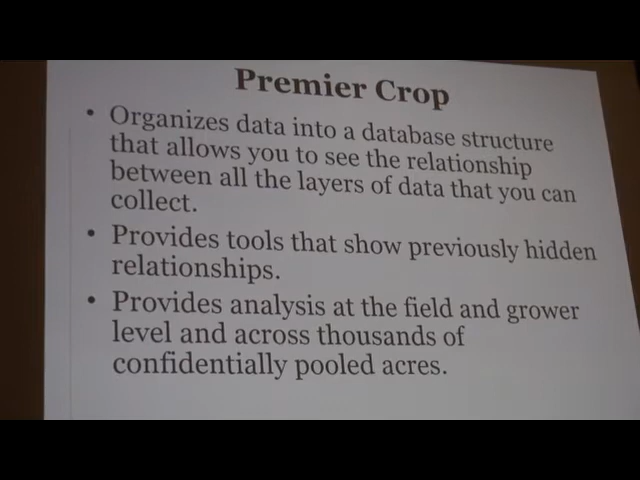 Premier Crop
• Organizes data into a database structure
that allows you to see the relationship
between all the layers of data that you can
collect.
• Provides tools that show previously hidden
relationships.
• Provides analysis at the field and grower
level and across thousands of
confidentially pooled acres.